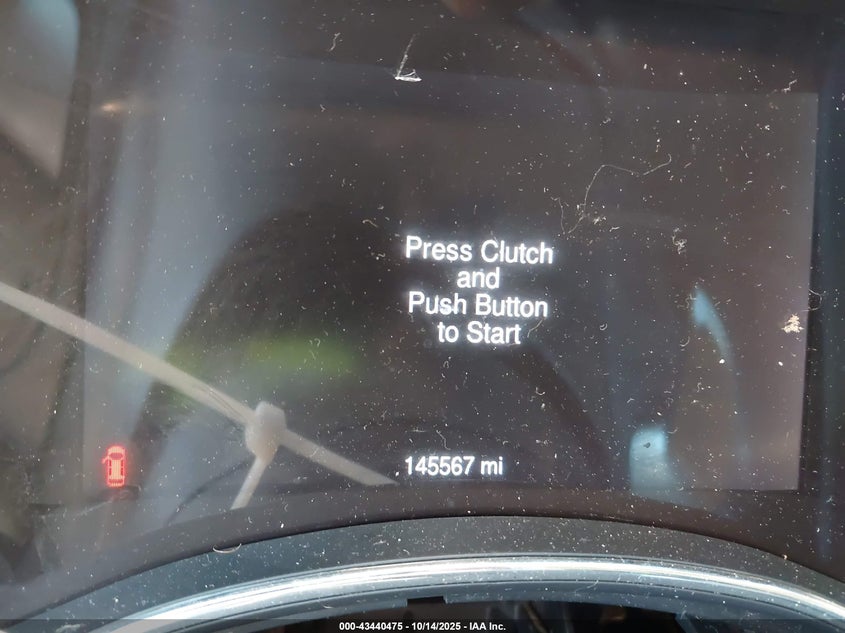 Press Clutch
and
Push Button
to Start
145567 mi
000-43440475 - 10/14/2025 - IAA Inc.